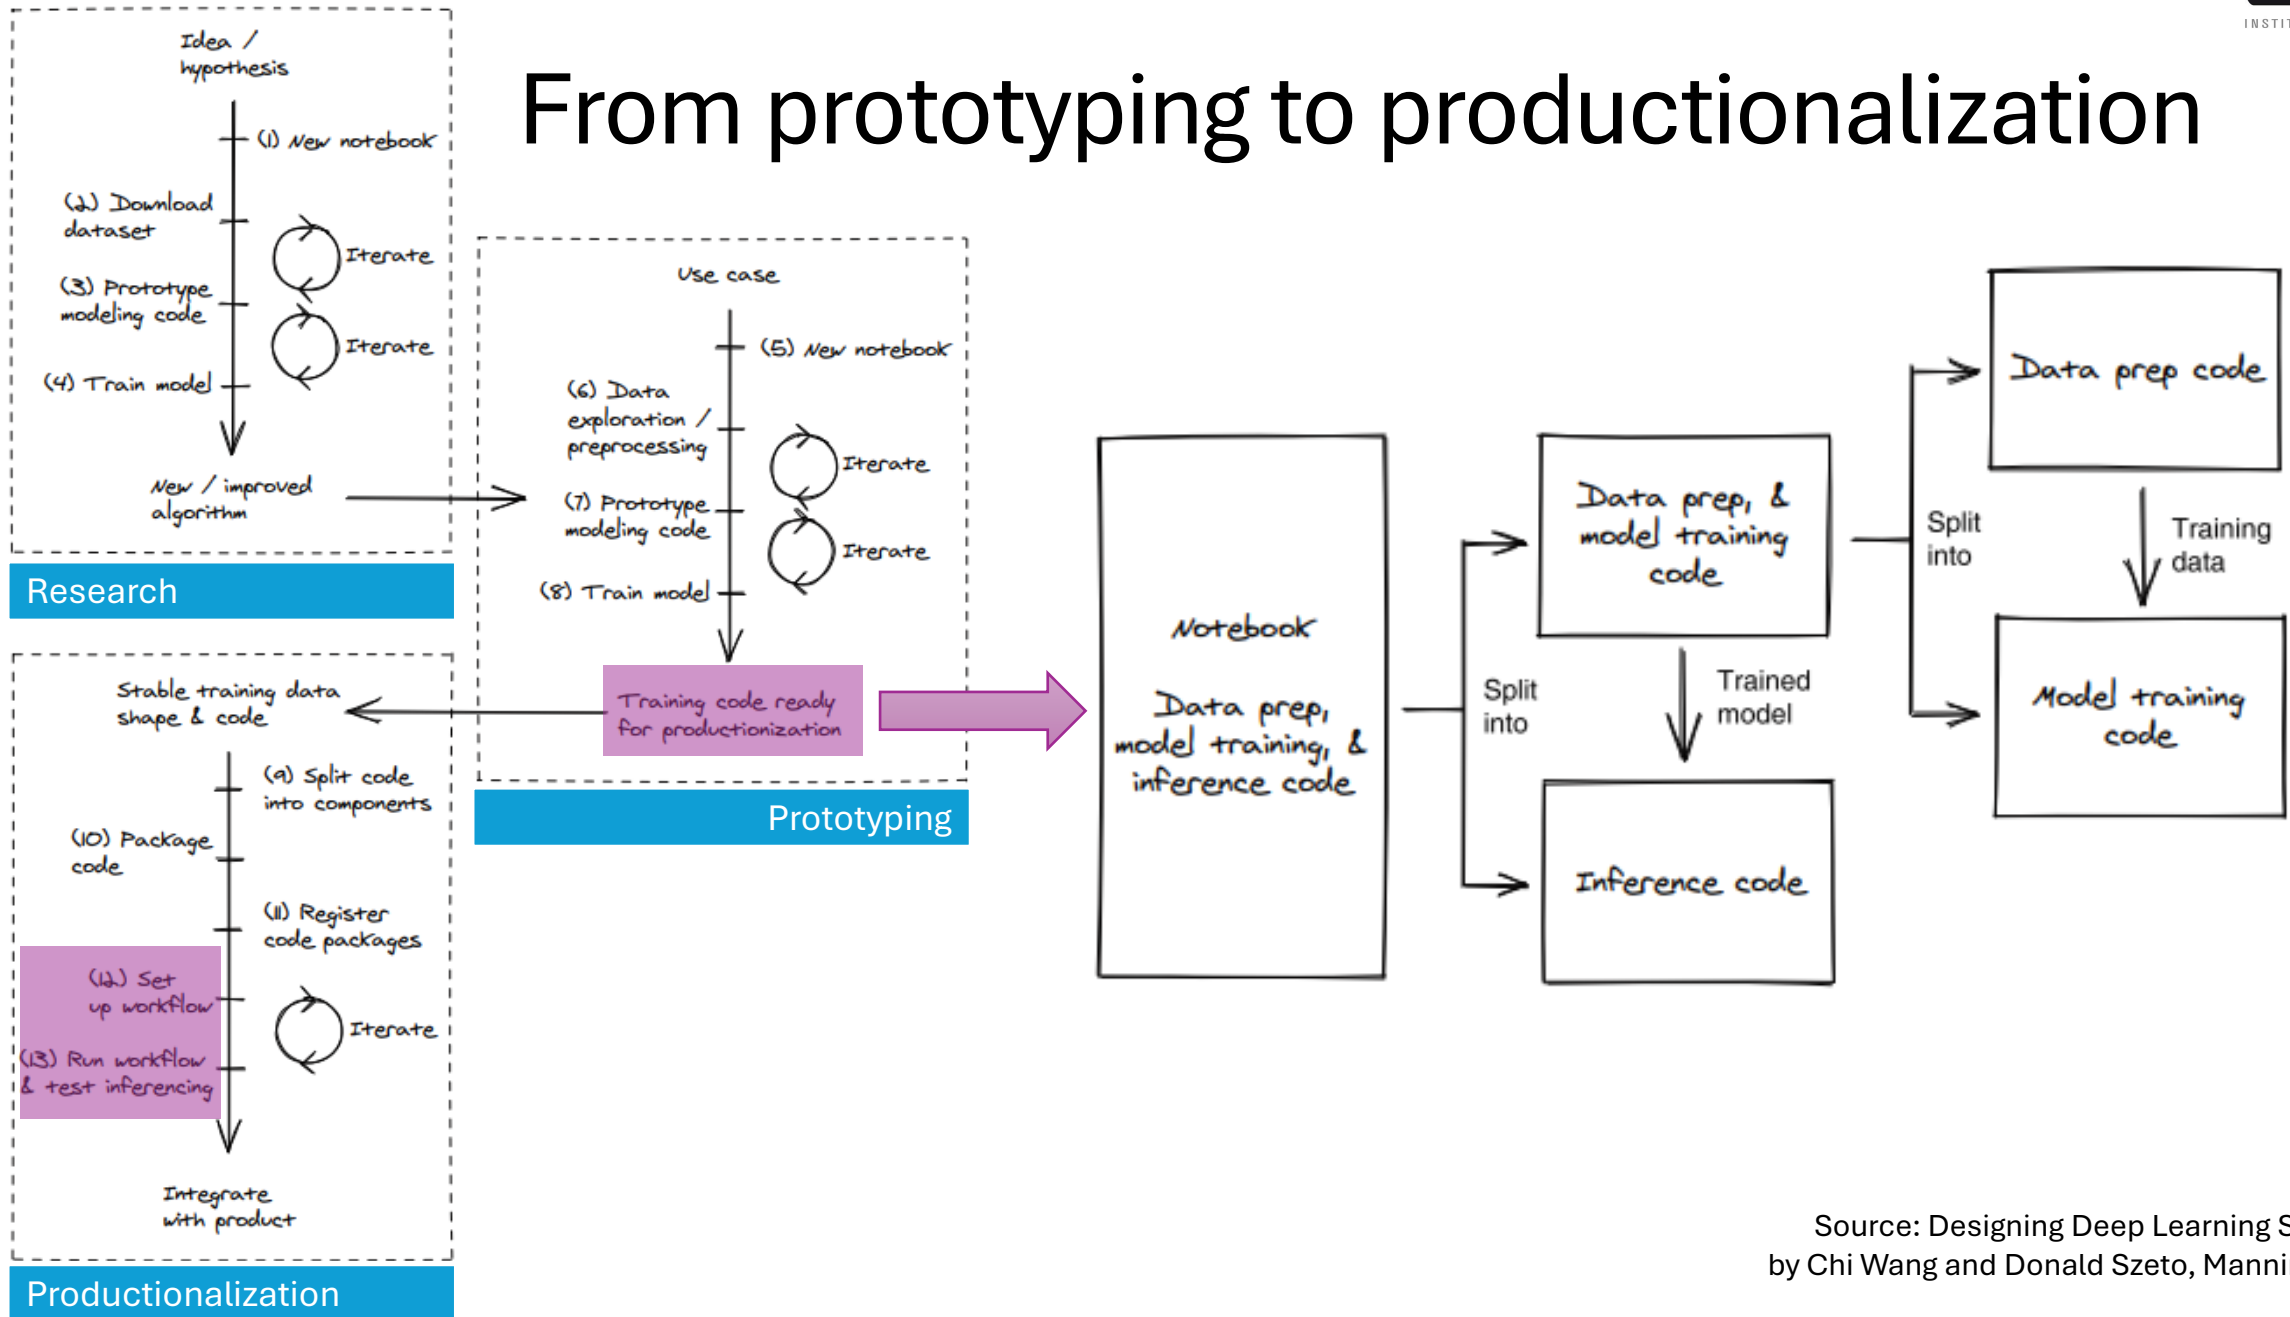 INSTIT
From prototyping to productionalization
Idea /
hypothesis
(1) New notebook
(2) Download
dataset
Iterate
(3) Prototype
modeling code
Iterate
(4) Train model
New / improved
algorithm
Research
Use case
(5) New notebook
(6) Data
exploration /
preprocessing
Iterate
(7) Prototype
modeling code
Iterate
(8) Train model
Training code ready
for productionization
Prototyping
Stable training data
shape & code
(9) Split code
into components
(10) Package
code
(11) Register
code packages
(12) Set
up workflow
Iterate
(13) Run workflow
& test inferencing
Integrate
with product
Productionalization
Notebook
Data prep,
model training, &
inference code
Split
into
Data prep, &
model training
code
Trained
model
Inference code
Split
into
Data prep code
Training
data
Model training
code
Source: Designing Deep Learning S
by Chi Wang and Donald Szeto, Manni